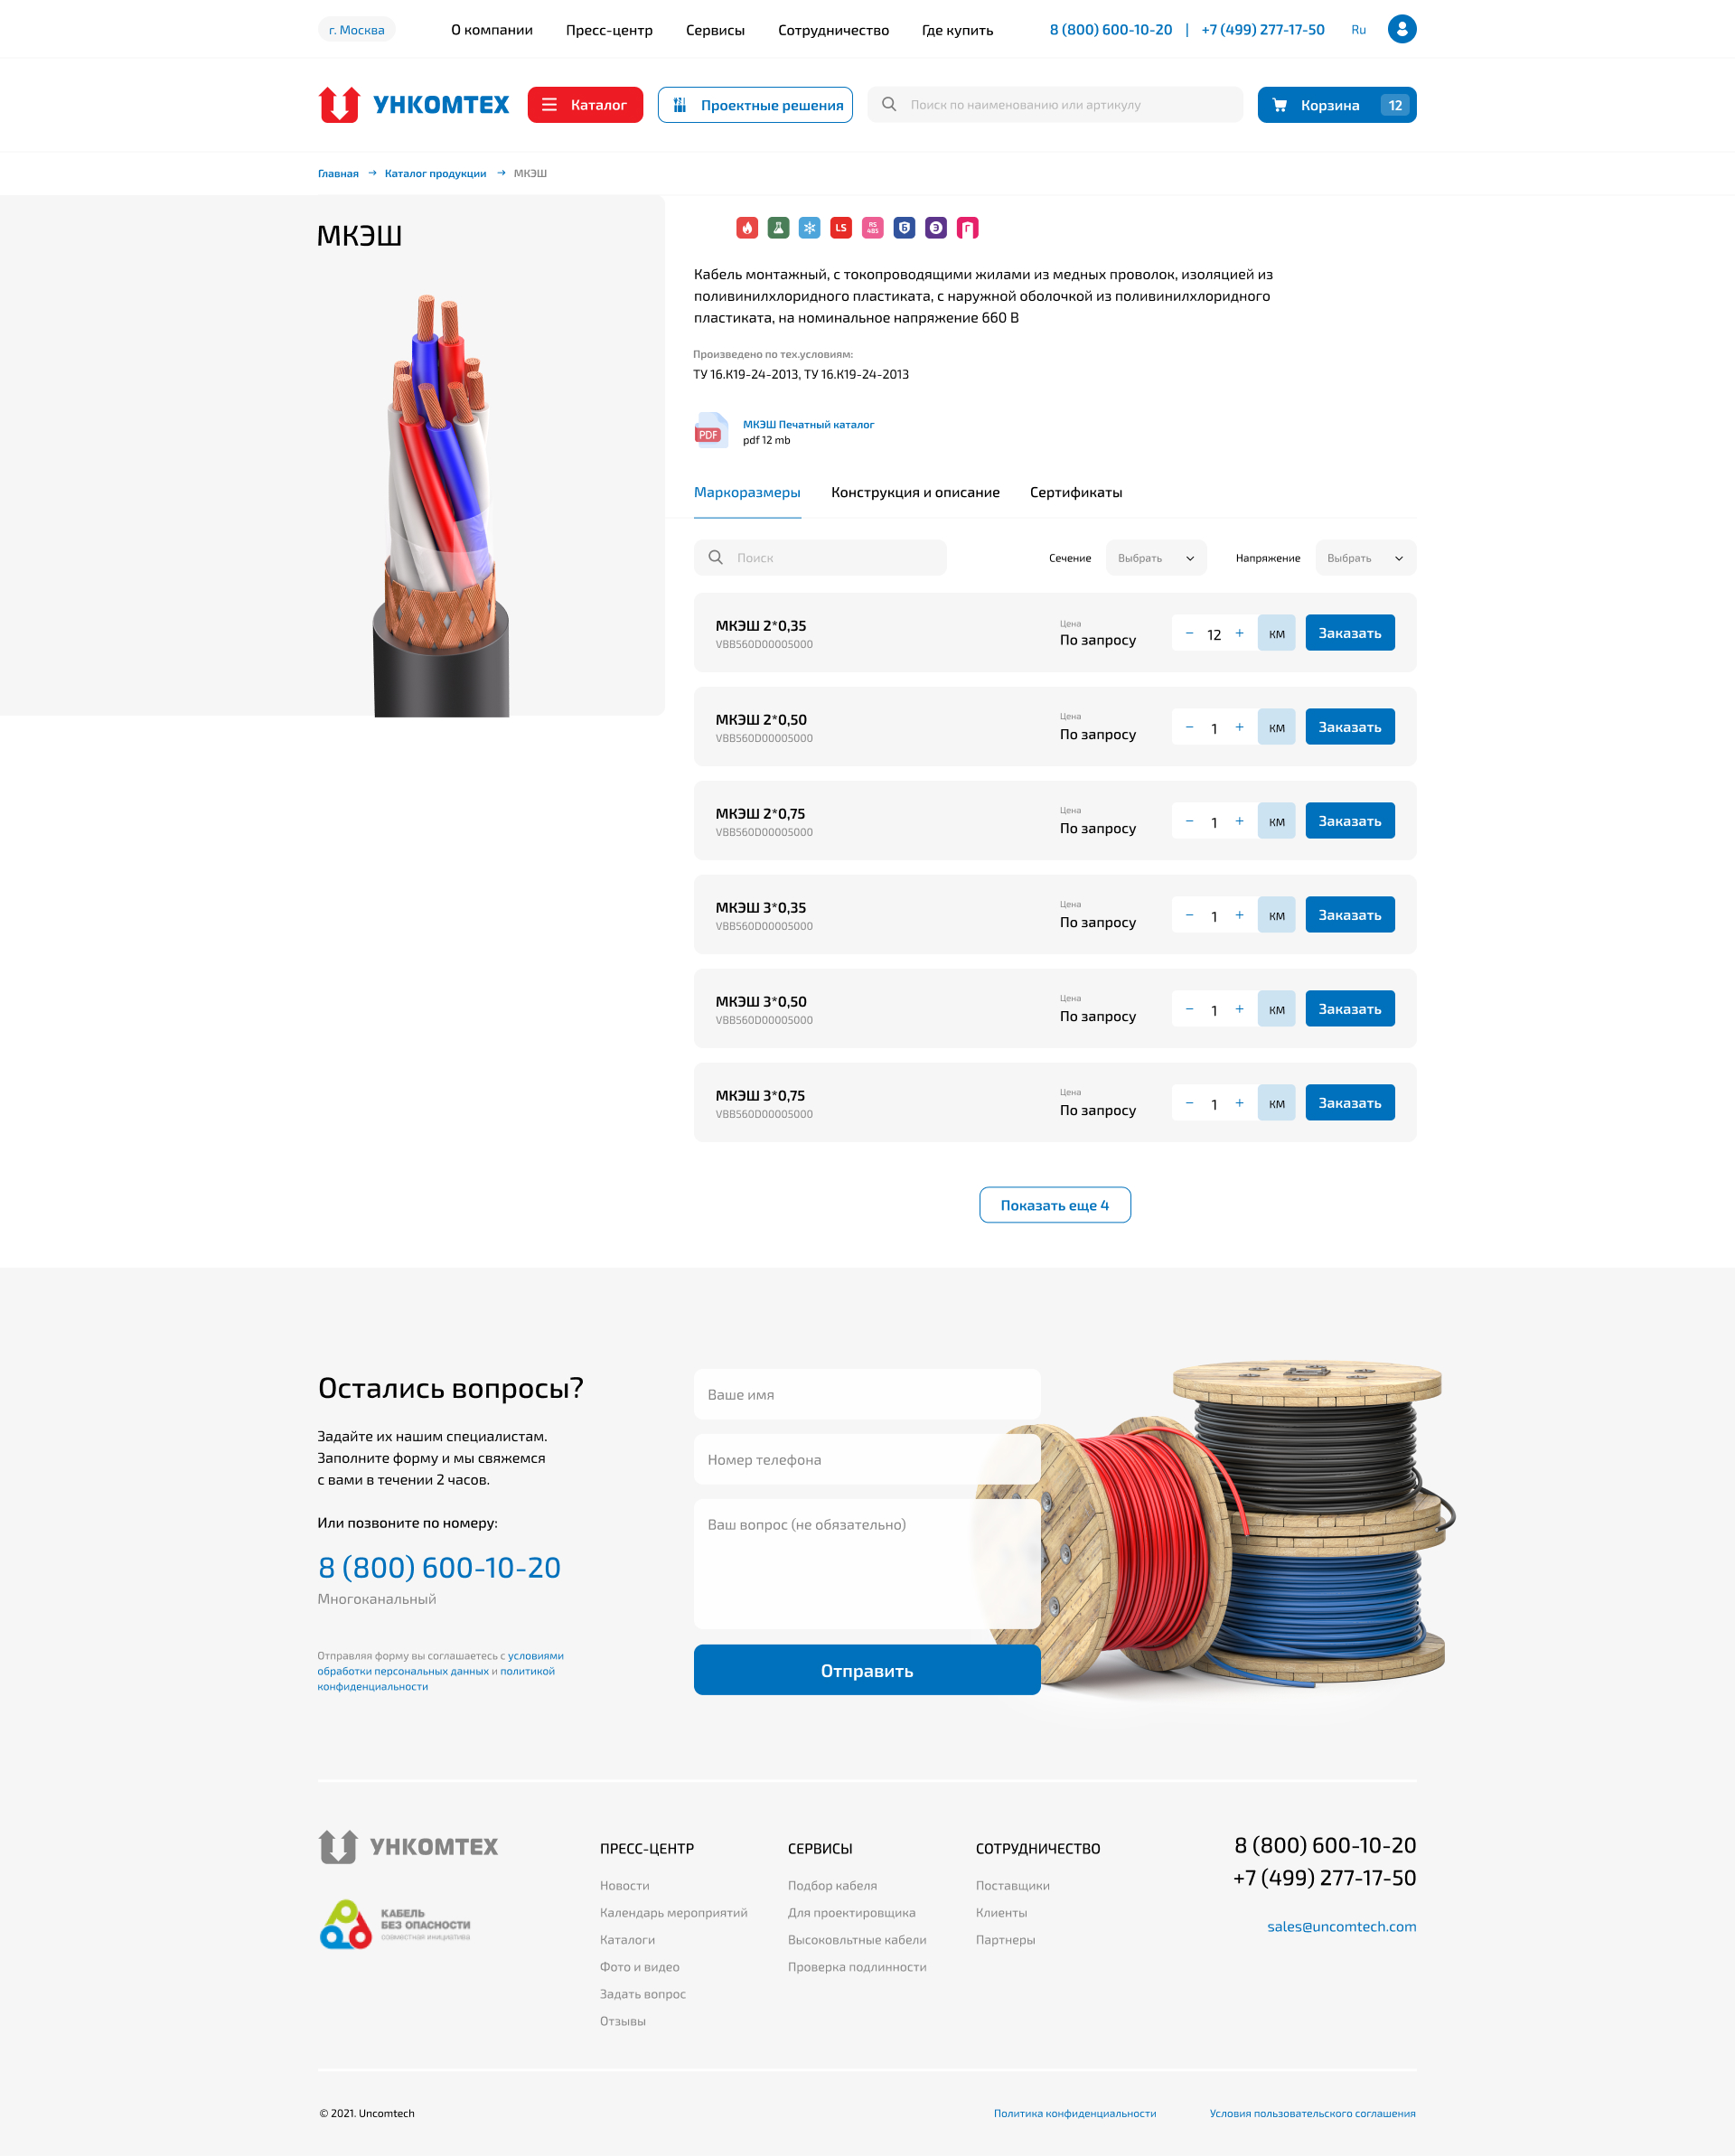 г. Москва
О компании
Пресс-центр
Сервисы
Сотрудничество
Где купить
8 (800) 600-10-20 | +7 (499) 277-17-50
Ru
УНКОМТЕХ
Каталог
Проектные решения
Поиск по наименованию или артикулу
Корзина
12
Главная → Каталог продукции → МКЭШ
МКЭШ
LS
RS 485
Б
Э
Г
Кабель монтажный, с токопроводящими жилами из медных проволок, изоляцией из
поливинилхлоридного пластиката, с наружной оболочкой из поливинилхлоридного
пластиката, на номинальное напряжение 660 В
Произведено по тех.условиям:
ТУ 16.К19-24-2013, ТУ 16.К19-24-2013
PDF
МКЭШ Печатный каталог
pdf 12 mb
Маркоразмеры
Конструкция и описание
Сертификаты
Поиск
Сечение
Выбрать
Напряжение
Выбрать
МКЭШ 2*0,35
VBB560D00005000
Цена
По запросу
− 12 +
км
Заказать
МКЭШ 2*0,50
VBB560D00005000
Цена
По запросу
− 1 +
км
Заказать
МКЭШ 2*0,75
VBB560D00005000
Цена
По запросу
− 1 +
км
Заказать
МКЭШ 3*0,35
VBB560D00005000
Цена
По запросу
− 1 +
км
Заказать
МКЭШ 3*0,50
VBB560D00005000
Цена
По запросу
− 1 +
км
Заказать
МКЭШ 3*0,75
VBB560D00005000
Цена
По запросу
− 1 +
км
Заказать
Показать еще 4
Остались вопросы?
Задайте их нашим специалистам.
Заполните форму и мы свяжемся
с вами в течении 2 часов.
Или позвоните по номеру:
8 (800) 600-10-20
Многоканальный
Отправляя форму вы соглашаетесь с условиями
обработки персональных данных и политикой
конфиденциальности
Ваше имя
Номер телефона
Ваш вопрос (не обязательно)
Отправить
УНКОМТЕХ
КАБЕЛЬ
БЕЗ ОПАСНОСТИ
совместная инициатива
ПРЕСС-ЦЕНТР
Новости
Календарь мероприятий
Каталоги
Фото и видео
Задать вопрос
Отзывы
СЕРВИСЫ
Подбор кабеля
Для проектировщика
Высоковльтные кабели
Проверка подлинности
СОТРУДНИЧЕСТВО
Поставщики
Клиенты
Партнеры
8 (800) 600-10-20
+7 (499) 277-17-50
sales@uncomtech.com
© 2021. Uncomtech
Политика конфиденциальности
Условия пользовательского соглашения